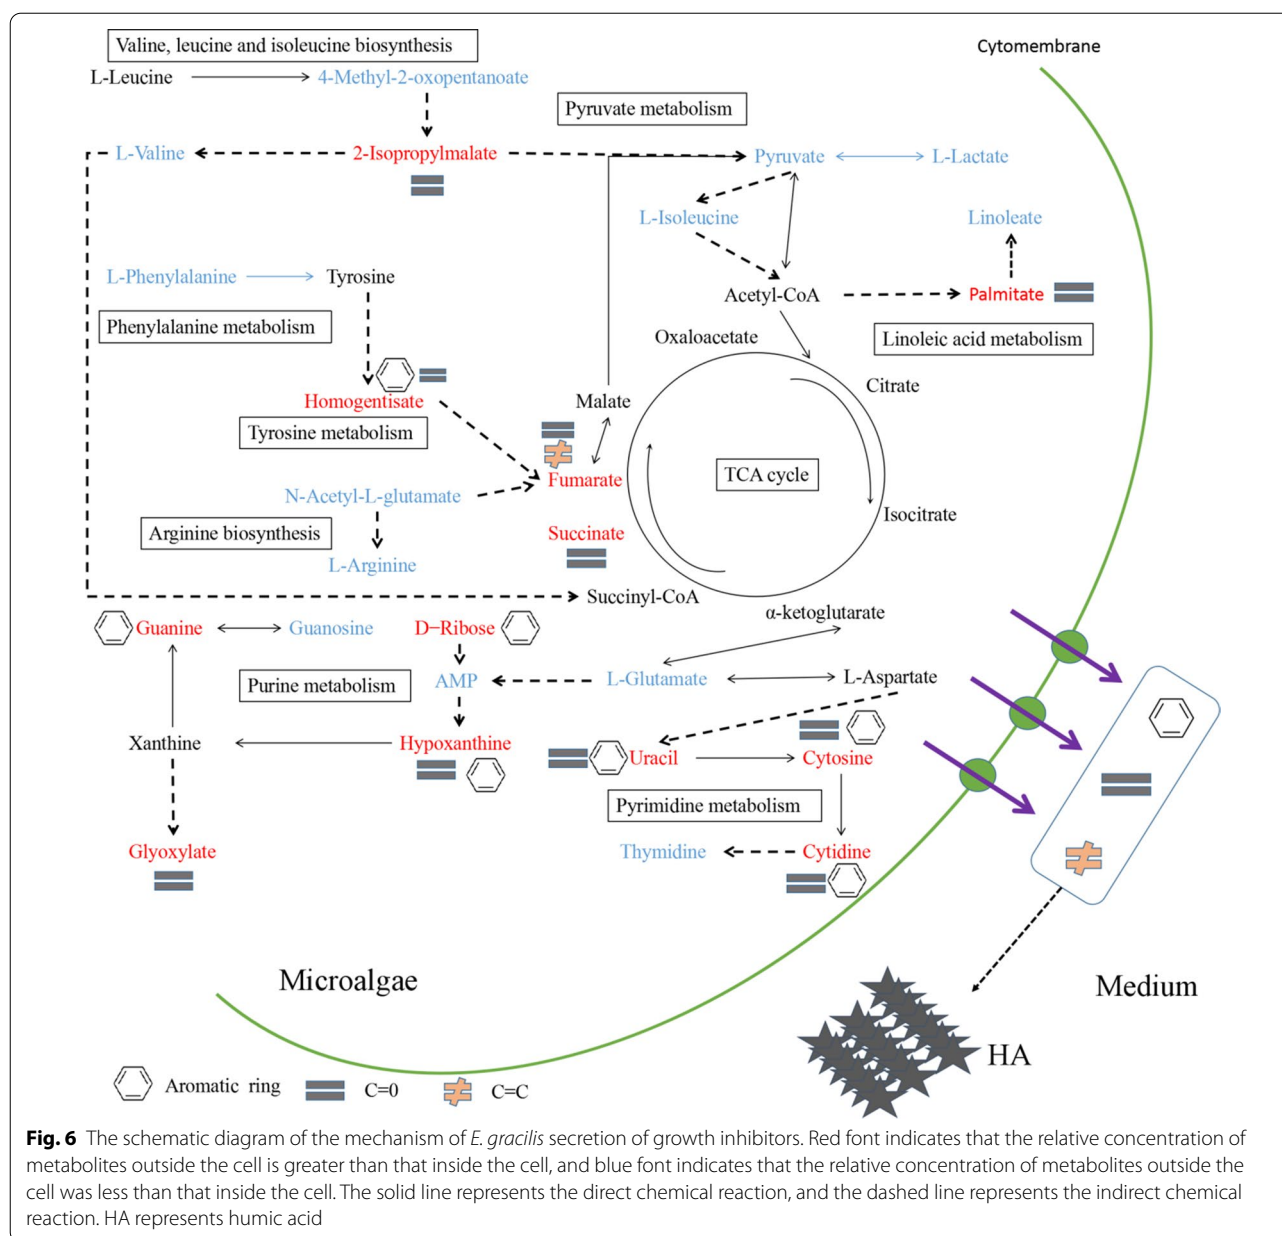 Valine, leucine and isoleucine biosynthesis
Cytomembrane
L-Leucine
4-Methyl-2-oxopentanoate
Pyruvate metabolism
L-Valine
2-Isopropylmalate
Pyruvate
L-Lactate
L-Isoleucine
Linoleate
L-Phenylalanine
Tyrosine
Acetyl-CoA
Palmitate
Phenylalanine metabolism
Oxaloacetate
Linoleic acid metabolism
Citrate
Homogentisate
Malate
Tyrosine metabolism
TCA cycle
Fumarate
N-Acetyl-L-glutamate
Isocitrate
Arginine biosynthesis
Succinate
L-Arginine
Succinyl-CoA
α-ketoglutarate
Guanine
Guanosine
D-Ribose
Purine metabolism
AMP
L-Glutamate
L-Aspartate
Xanthine
Hypoxanthine
Uracil
Cytosine
Pyrimidine metabolism
Glyoxylate
Thymidine
Cytidine
Microalgae
Medium
HA
Aromatic ring
C=0
C=C
Fig. 6 The schematic diagram of the mechanism of E. gracilis secretion of growth inhibitors. Red font indicates that the relative concentration of
metabolites outside the cell is greater than that inside the cell, and blue font indicates that the relative concentration of metabolites outside the
cell was less than that inside the cell. The solid line represents the direct chemical reaction, and the dashed line represents the indirect chemical
reaction. HA represents humic acid